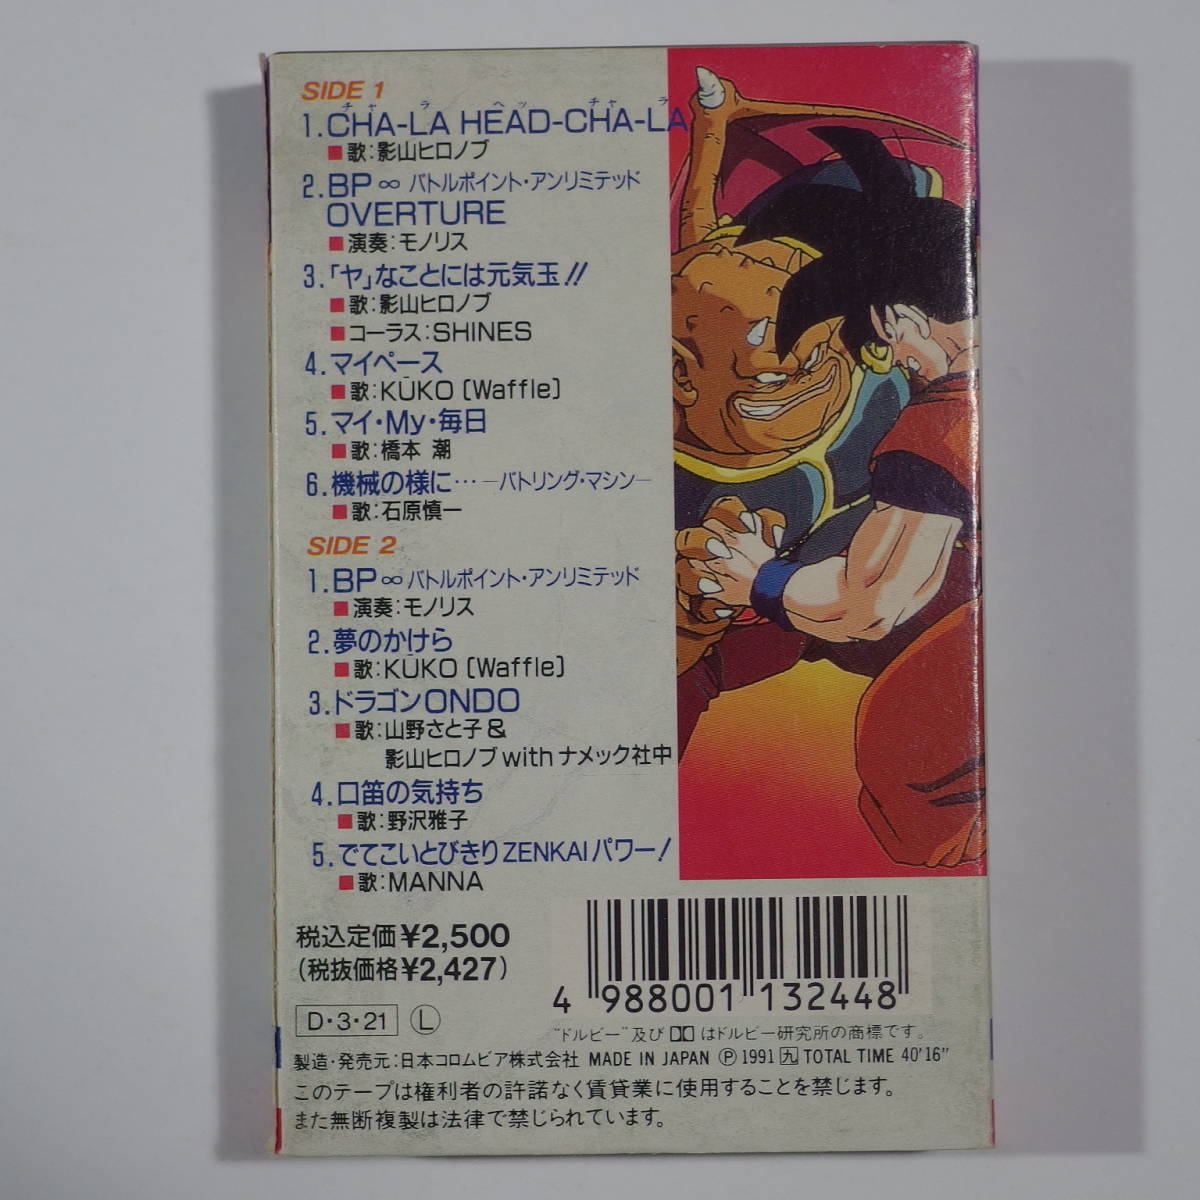 SIDE 1
チャ ラ ヘッ チャ ラ
1.CHA-LA HEAD-CHA-LA
■歌:影山ヒロノブ
2.BP∞バトルポイント・アンリミテッド
OVERTURE
■演奏:モノリス
3.「ヤ」なことには元気玉!!
■歌:影山ヒロノブ
■コーラス:SHINES
4.マイペース
■歌:KŪKO〔Waffle〕
5.マイ・My・毎日
■歌:橋本 潮
6.機械の様に…—バトリング・マシン—
■歌:石原慎一
SIDE 2
1.BP∞バトルポイント・アンリミテッド
■演奏:モノリス
2.夢のかけら
■歌:KŪKO〔Waffle〕
3.ドラゴンONDO
■歌:山野さと子&
影山ヒロノブwithナメック社中
4.口笛の気持ち
■歌:野沢雅子
5.でてこいとびきりZENKAIパワー!
■歌:MANNA
税込定価¥2,500
(税抜価格¥2,427)
4 988001 132448
D・3・21 Ⓛ
"ドルビー"及び はドルビー研究所の商標です。
製造・発売元:日本コロムビア株式会社 MADE IN JAPAN Ⓟ1991 九 TOTAL TIME 40'16"
このテープは権利者の許諾なく賃貸業に使用することを禁じます。
また無断複製は法律で禁じられています。